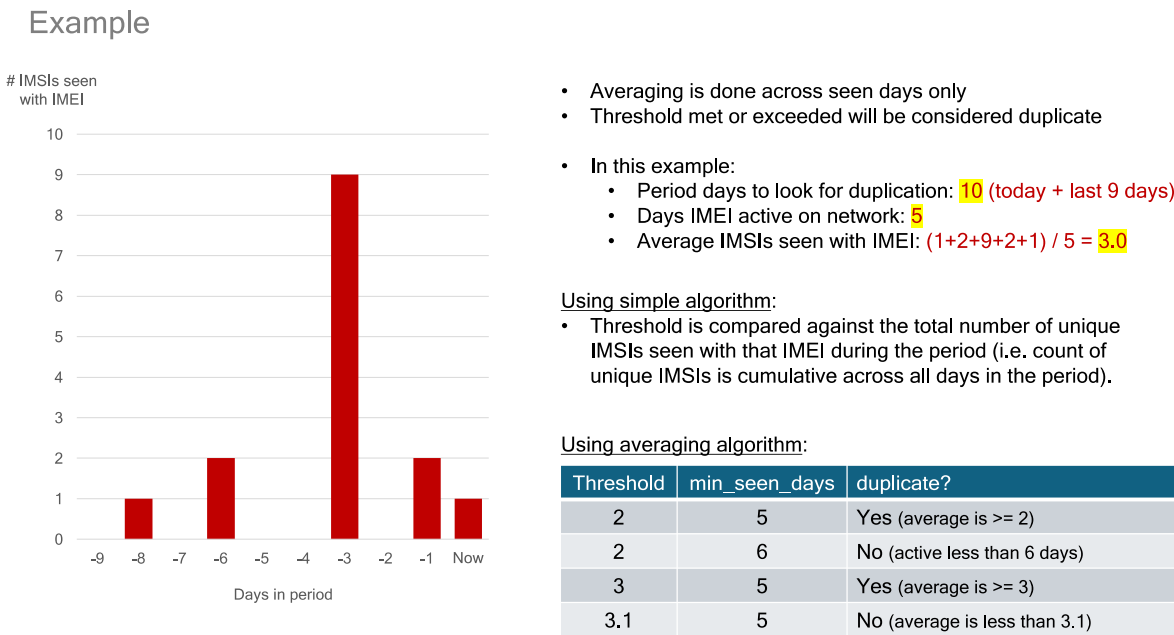 Example
# IMSIs seen
with IMEI
10
9
8
7
6
5
4
3
2
1
0
-9 -8 -7 -6 -5 -4 -3 -2 -1 Now
Days in period
• Averaging is done across seen days only
• Threshold met or exceeded will be considered duplicate
• In this example:
• Period days to look for duplication: 10 (today + last 9 days)
• Days IMEI active on network: 5
• Average IMSIs seen with IMEI: (1+2+9+2+1) / 5 = 3.0
Using simple algorithm:
• Threshold is compared against the total number of unique
IMSIs seen with that IMEI during the period (i.e. count of
unique IMSIs is cumulative across all days in the period).
Using averaging algorithm:
Threshold min_seen_days duplicate?
2 5 Yes (average is >= 2)
2 6 No (active less than 6 days)
3 5 Yes (average is >= 3)
3.1 5 No (average is less than 3.1)